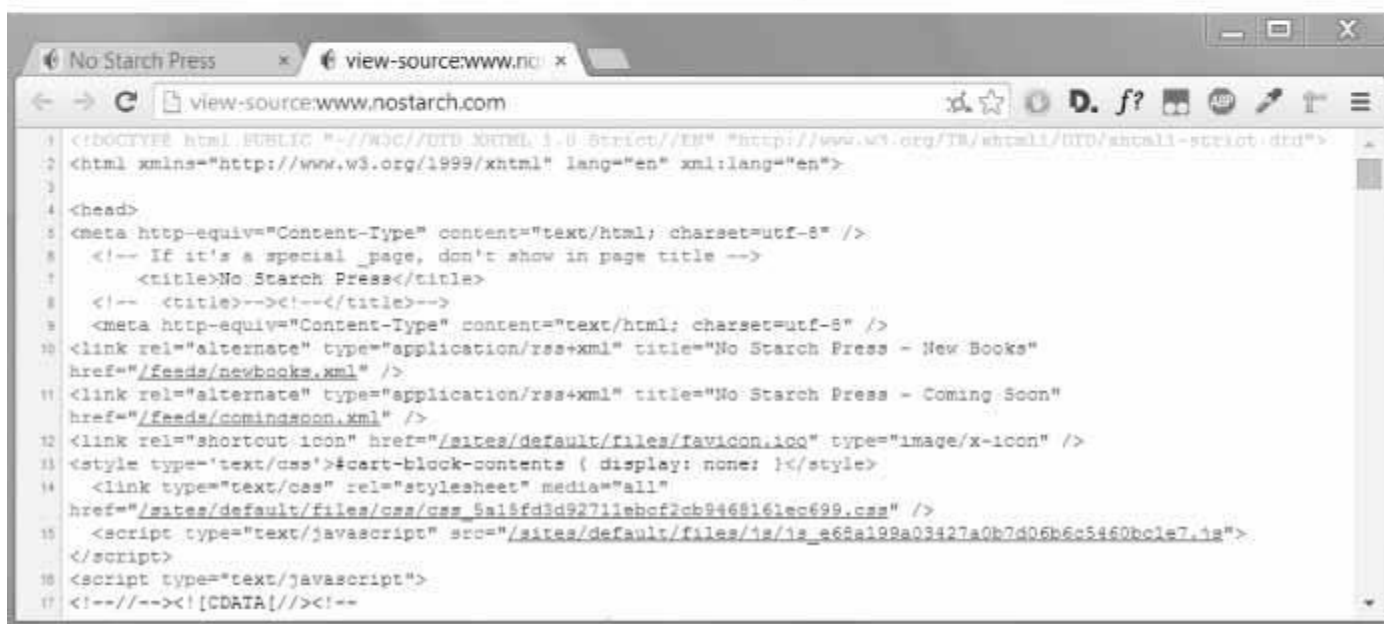 No Starch Press × view-source:www.no ×
view-source:www.nostarch.com D. f? ABP
1 <!DOCTYPE html PUBLIC "-//W3C//DTD XHTML 1.0 Strict//EN" "http://www.w3.org/TR/xhtml1/DTD/xhtml1-strict.dtd">
2 <html xmlns="http://www.w3.org/1999/xhtml" lang="en" xml:lang="en">
3
4 <head>
5 <meta http-equiv="Content-Type" content="text/html; charset=utf-8" />
6 <!-- If it's a special _page, don't show in page title -->
7 <title>No Starch Press</title>
8 <!-- <title>--><!--</title>-->
9 <meta http-equiv="Content-Type" content="text/html; charset=utf-8" />
10 <link rel="alternate" type="application/rss+xml" title="No Starch Press - New Books"
href="/feeds/newbooks.xml" />
11 <link rel="alternate" type="application/rss+xml" title="No Starch Press - Coming Soon"
href="/feeds/comingsoon.xml" />
12 <link rel="shortcut icon" href="/sites/default/files/favicon.ico" type="image/x-icon" />
13 <style type='text/css'>#cart-block-contents { display: none; }</style>
14 <link type="text/css" rel="stylesheet" media="all"
href="/sites/default/files/css/css_5a15fd3d92711ebcf2cb9468161ec699.css" />
15 <script type="text/javascript" src="/sites/default/files/js/js_e68a199a03427a0b7d06b6c5460bc1e7.js">
</script>
16 <script type="text/javascript">
17 <!--//--><![CDATA[//><!--